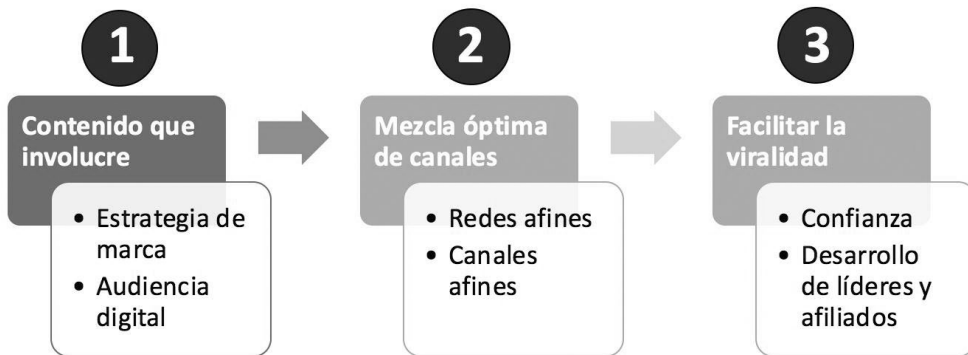 1
Contenido que
involucre
• Estrategia de
marca
• Audiencia
digital
2
Mezcla óptima
de canales
• Redes afines
• Canales
afines
3
Facilitar la
viralidad
• Confianza
• Desarrollo
de líderes y
afiliados